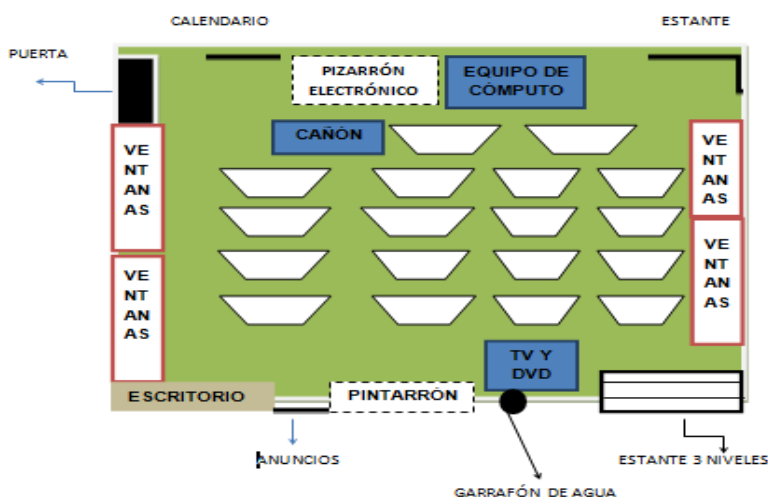 CALENDARIO
ESTANTE
PUERTA
PIZARRÓN
ELECTRÓNICO
EQUIPO DE
CÓMPUTO
CAÑÓN
VE
NT
AN
AS
VE
NT
AN
AS
VE
NT
AN
AS
VE
NT
AN
AS
TV Y
DVD
ESCRITORIO
PINTARRÓN
ANUNCIOS
ESTANTE 3 NIVELES
GARRAFÓN DE AGUA